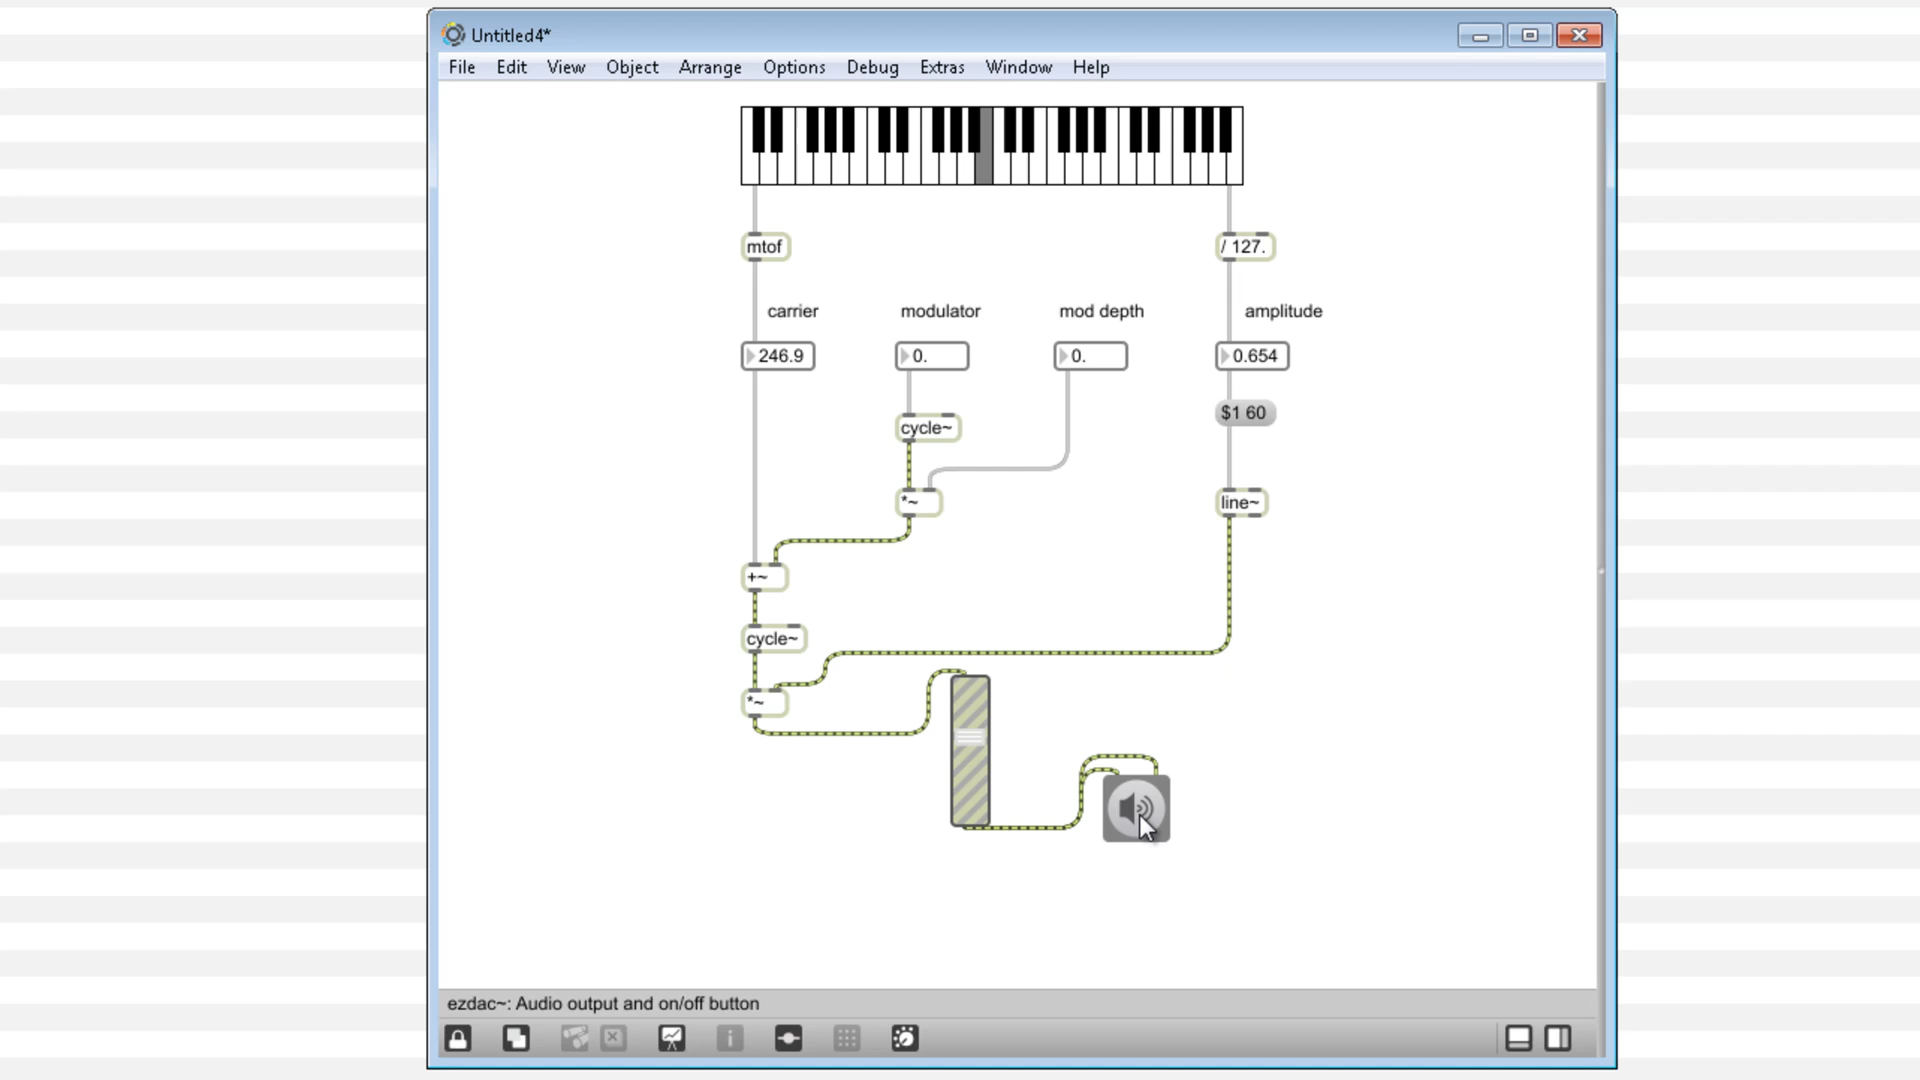 Untitled4*
File Edit View Object Arrange Options Debug Extras Window Help
mtof
/ 127.
carrier modulator mod depth amplitude
246.9 0. 0. 0.654
$1 60
cycle~
*~
line~
+~
cycle~
*~
ezdac~: Audio output and on/off button